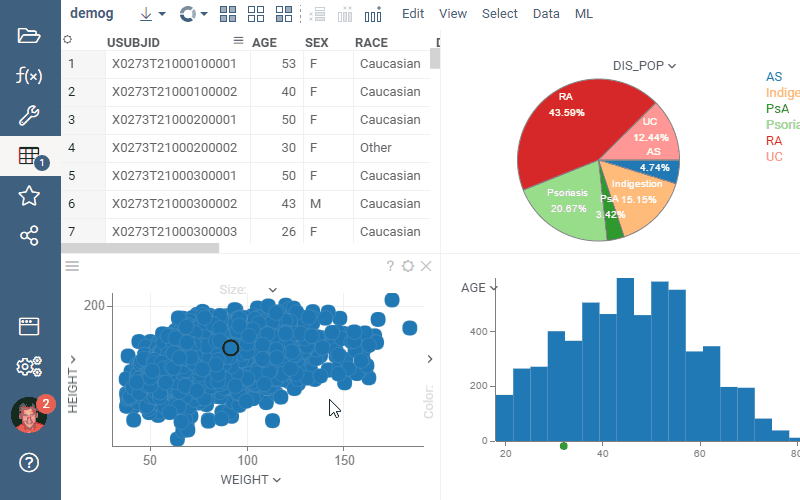 demog Edit View Select Data ML
USUBJID AGE SEX RACE D
1 X0273T21000100001 53 F Caucasian
2 X0273T21000100002 40 F Caucasian
3 X0273T21000200001 50 F Caucasian
4 X0273T21000200002 30 F Other
5 X0273T21000300001 50 F Caucasian
6 X0273T21000300002 43 M Caucasian
7 X0273T21000300003 26 F Caucasian
f(x)
1
2
?
DIS_POP
RA
43.59%
UC
12.44%
AS
4.74%
Indigestion
15.15%
PsA
3.42%
Psoriasis
20.67%
AS
Indige
PsA
Psoria
RA
UC
?
Size:
200
HEIGHT
Color:
50 100 150
WEIGHT
AGE
400
200
0
20 40 60 80